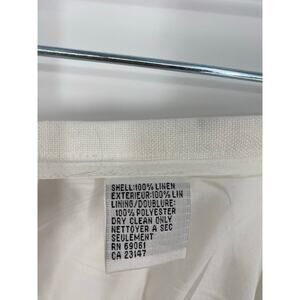 SHELL:100% LINEN
EXTERIEUR:100% LIN
LINING/DOUBLURE:
100% POLYESTER
DRY CLEAN ONLY
NETTOYER A SEC
SEULEMENT
RN 69061
CA 23147